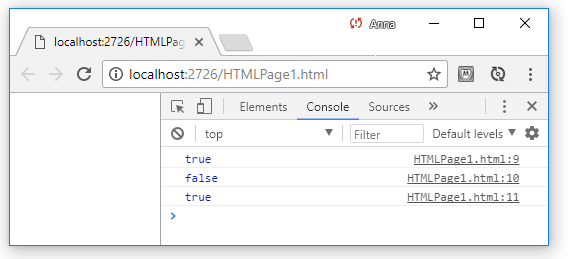 Anna
localhost:2726/HTMLPag
localhost:2726/HTMLPage1.html
Elements Console Sources
top Filter Default levels
true HTMLPage1.html:9
false HTMLPage1.html:10
true HTMLPage1.html:11